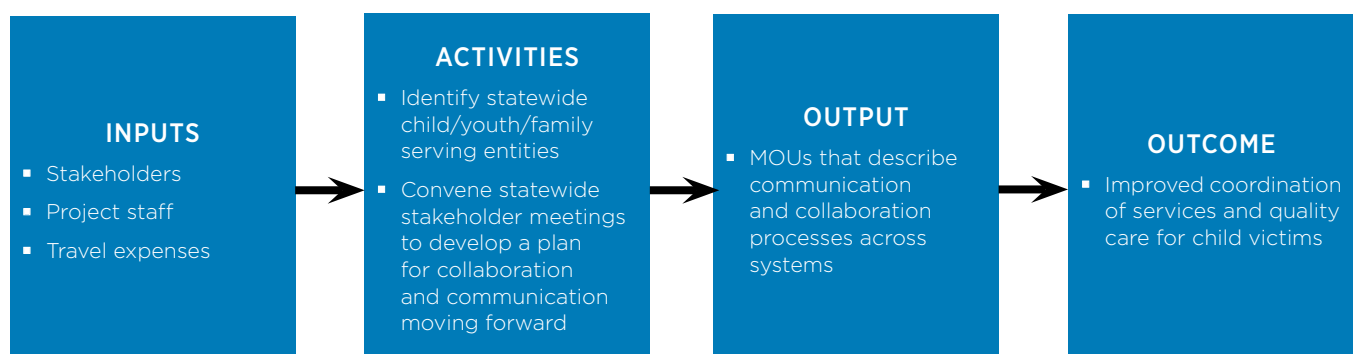 INPUTS
▪ Stakeholders
▪ Project staff
▪ Travel expenses
ACTIVITIES
▪ Identify statewide
child/youth/family
serving entities
▪ Convene statewide
stakeholder meetings
to develop a plan
for collaboration
and communication
moving forward
OUTPUT
▪ MOUs that describe
communication
and collaboration
processes across
systems
OUTCOME
▪ Improved coordination
of services and quality
care for child victims